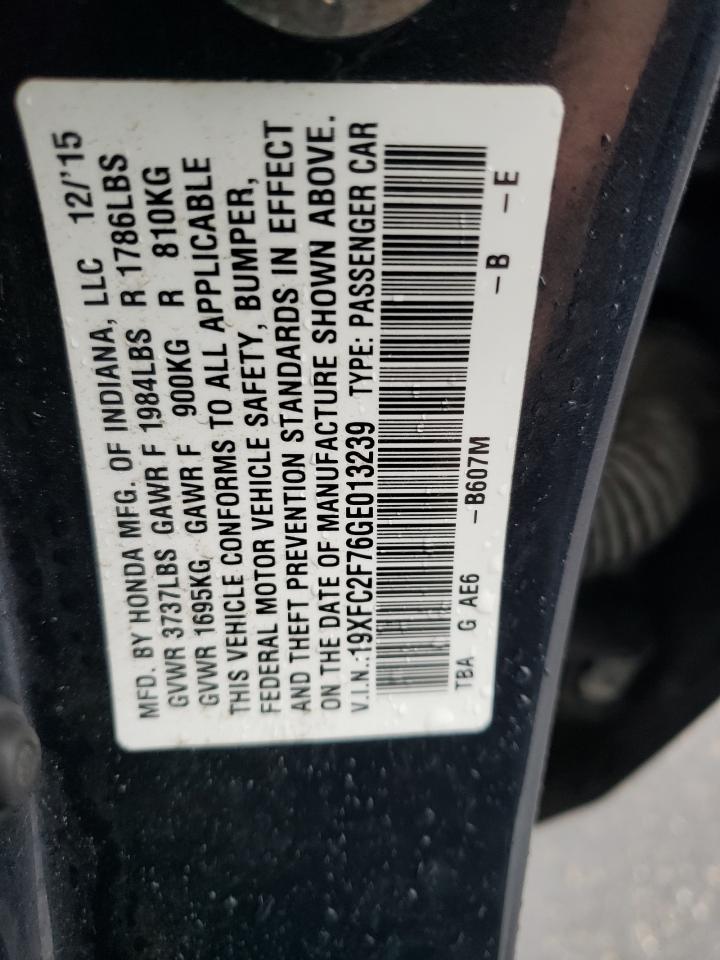 MFD. BY HONDA MFG. OF INDIANA, LLC 12/'15
GVWR 3737LBS GAWR F 1984LBS R 1786LBS
GVWR 1695KG GAWR F 900KG R 810KG
THIS VEHICLE CONFORMS TO ALL APPLICABLE
FEDERAL MOTOR VEHICLE SAFETY, BUMPER,
AND THEFT PREVENTION STANDARDS IN EFFECT
ON THE DATE OF MANUFACTURE SHOWN ABOVE.
V.I.N.:19XFC2F76GE013239 TYPE: PASSENGER CAR
TBA G AE6 -B607M -B -E